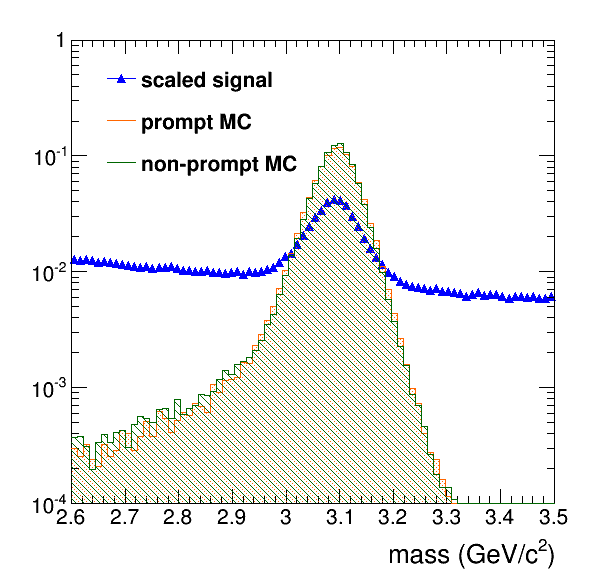 1
scaled signal
prompt MC
10^-1
non-prompt MC
10^-2
10^-3
10^-4
2.6 2.7 2.8 2.9 3 3.1 3.2 3.3 3.4 3.5
mass (GeV/c^2)